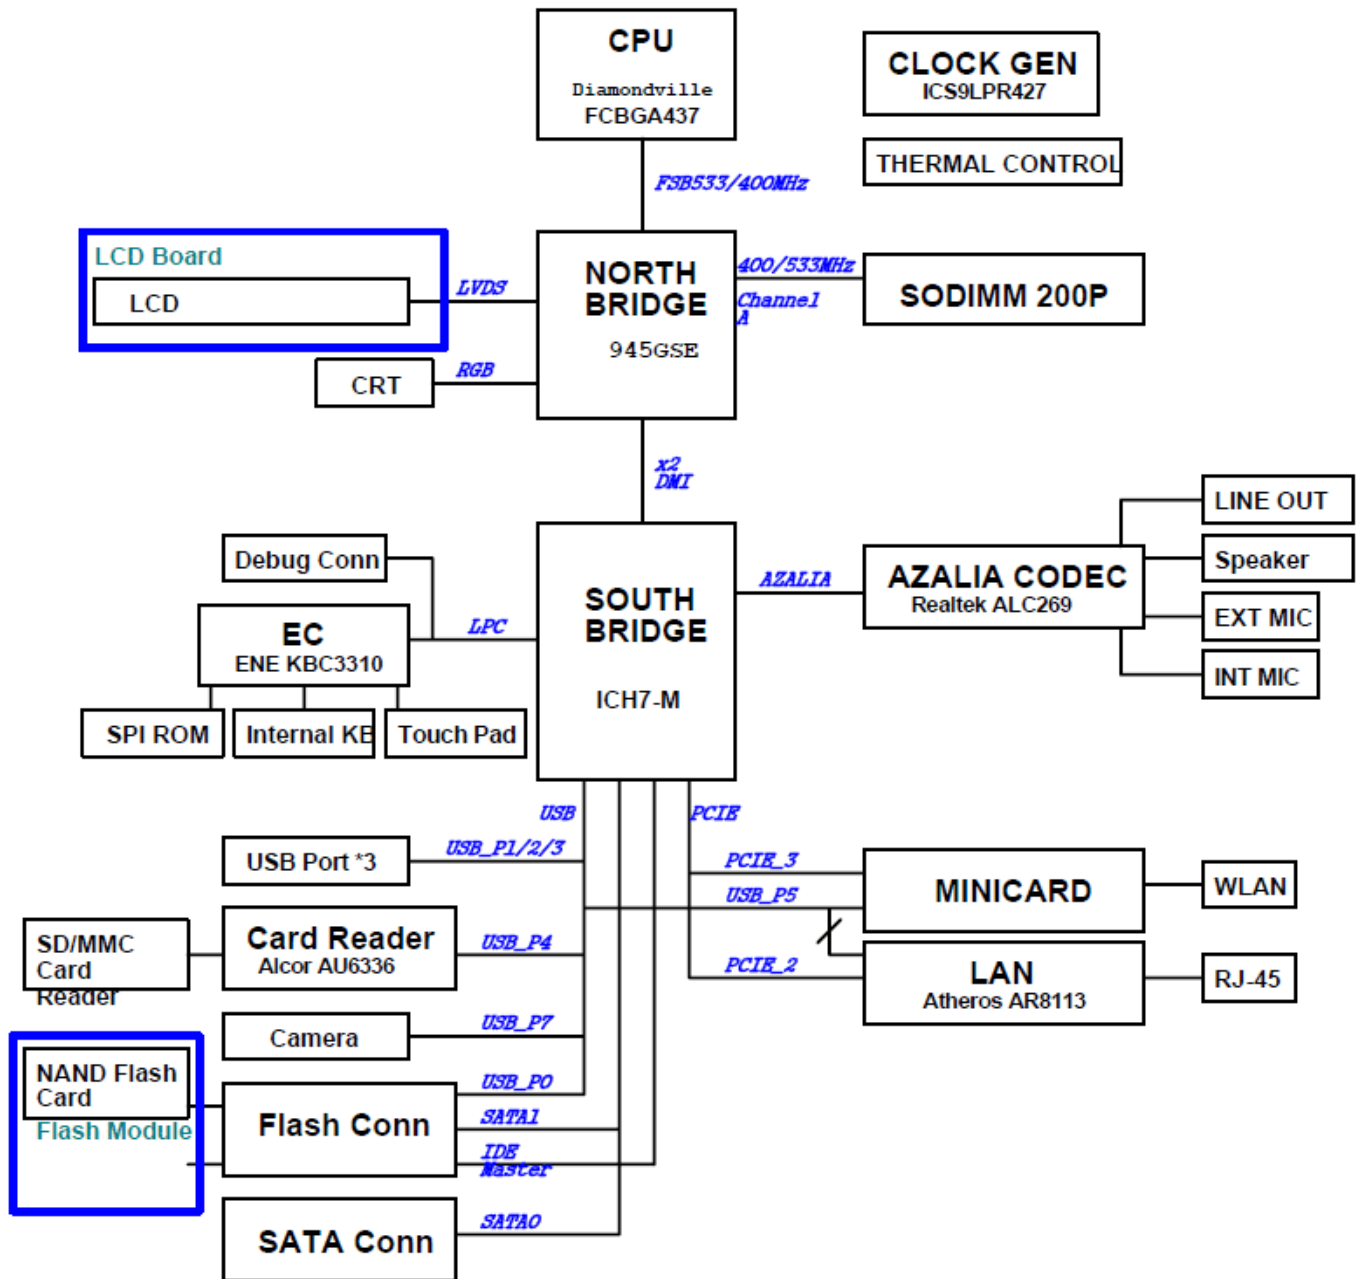 CPU
Diamondville
FCBGA437
CLOCK GEN
ICS9LPR427
THERMAL CONTROL
FSB533/400MHz
LCD Board
LCD
LVDS
NORTH
BRIDGE
945GSE
400/533MHz
Channel
A
SODIMM 200P
CRT
RGB
x2
DMI
Debug Conn
EC
ENE KBC3310
LPC
SPI ROM
Internal KB
Touch Pad
SOUTH
BRIDGE
ICH7-M
AZALIA
AZALIA CODEC
Realtek ALC269
LINE OUT
Speaker
EXT MIC
INT MIC
USB
PCIE
USB Port *3
USB_P1/2/3
PCIE_3
USB_P5
MINICARD
WLAN
SD/MMC
Card
Reader
Card Reader
Alcor AU6336
USB_P4
PCIE_2
LAN
Atheros AR8113
RJ-45
Camera
USB_P7
NAND Flash
Card
Flash Module
Flash Conn
USB_P0
SATA1
IDE
Master
SATA Conn
SATA0